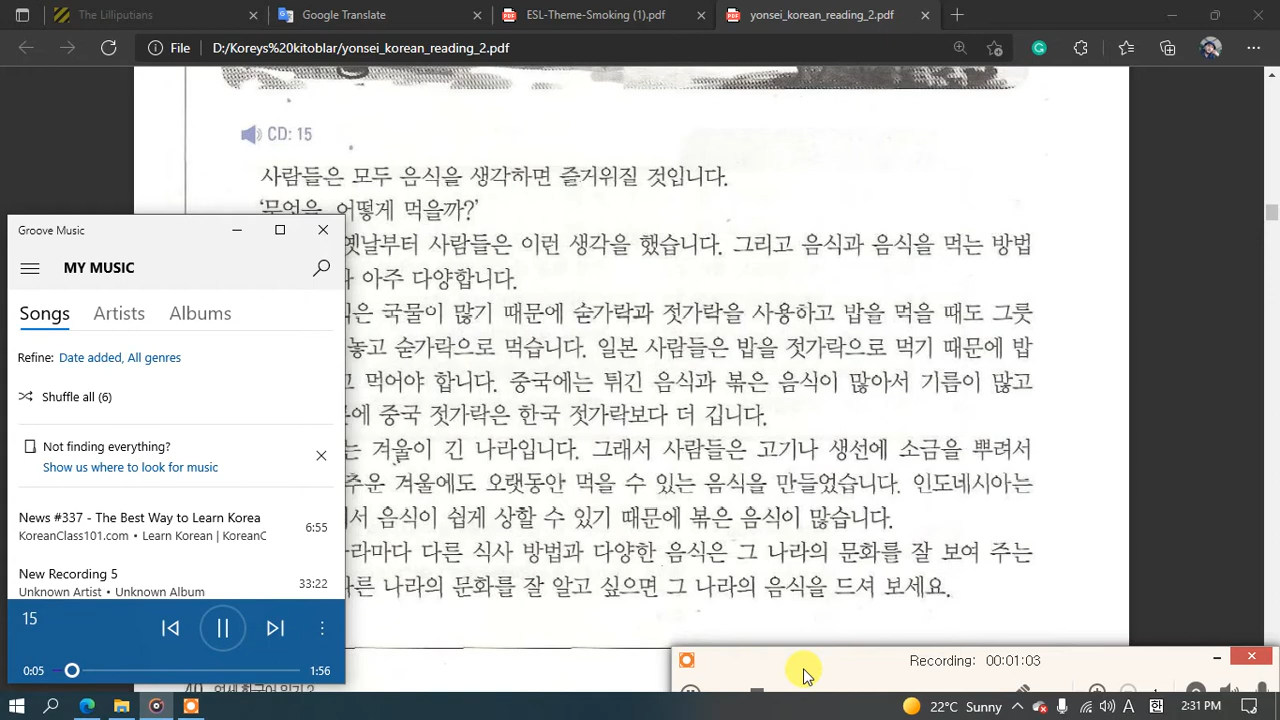 The Lilliputians
Google Translate
ESL-Theme-Smoking (1).pdf
yonsei_korean_reading_2.pdf
File D:/Koreys%20kitoblar/yonsei_korean_reading_2.pdf
CD: 15
사람들은 모두 음식을 생각하면 즐거워질 것입니다.
어떻게 먹을까?'
옛날부터 사람들은 이런 생각을 했습니다. 그리고 음식과 음식을 먹는 방법
아주 다양합니다.
은 국물이 많기 때문에 숟가락과 젓가락을 사용하고 밥을 먹을 때도 그릇
놓고 숟가락으로 먹습니다. 일본 사람들은 밥을 젓가락으로 먹기 때문에 밥
먹어야 합니다. 중국에는 튀긴 음식과 볶은 음식이 많아서 기름이 많고
에 중국 젓가락은 한국 젓가락보다 더 깁니다.
는 겨울이 긴 나라입니다. 그래서 사람들은 고기나 생선에 소금을 뿌려서
추운 겨울에도 오랫동안 먹을 수 있는 음식을 만들었습니다. 인도네시아는
서 음식이 쉽게 상할 수 있기 때문에 볶은 음식이 많습니다.
라마다 다른 식사 방법과 다양한 음식은 그 나라의 문화를 잘 보여 주는
른 나라의 문화를 잘 알고 싶으면 그 나라의 음식을 드셔 보세요.
Groove Music
MY MUSIC
Songs Artists Albums
Refine: Date added, All genres
Shuffle all (6)
Not finding everything?
Show us where to look for music
News #337 - The Best Way to Learn Korea
KoreanClass101.com • Learn Korean | KoreanC
6:55
New Recording 5
Unknown Artist • Unknown Album
33:22
15
0:05
1:56
Recording: 00:01:03
22°C Sunny
A
한
2:31 PM